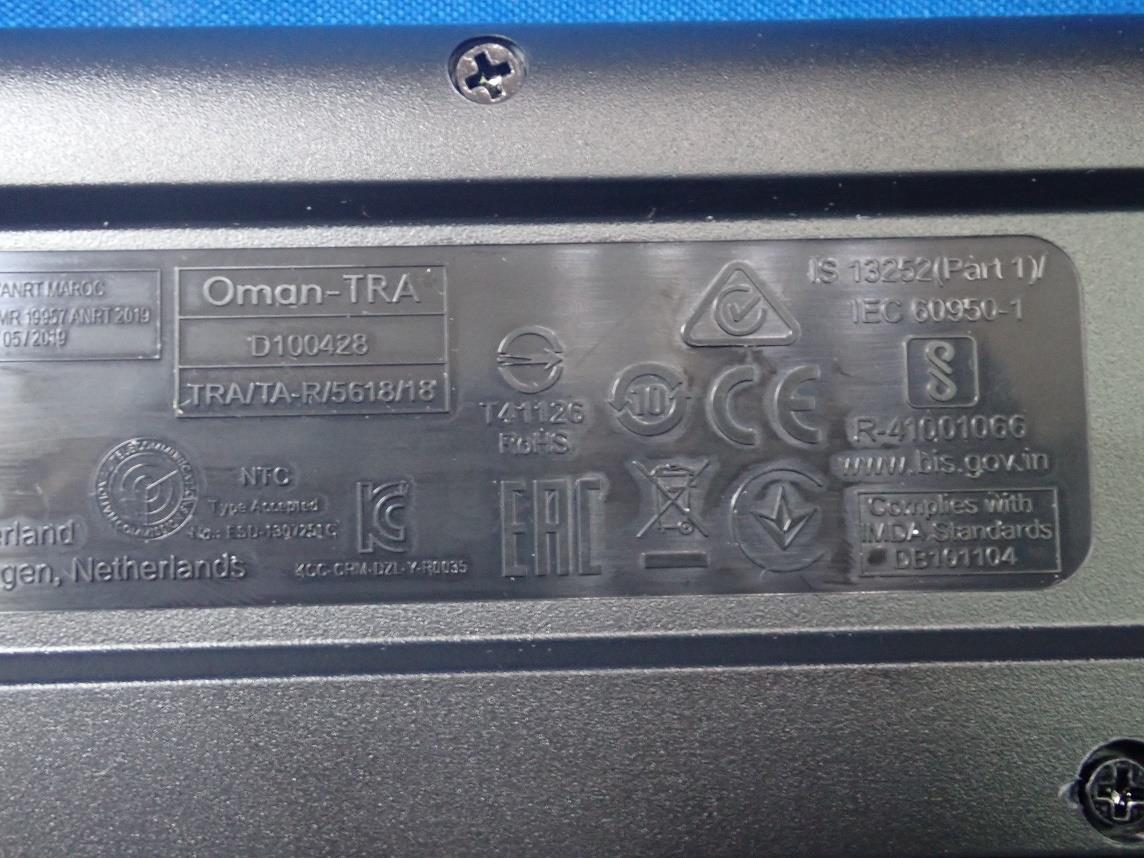 ANRT MAROC
MR 19957 ANRT 2019
05/2019
Oman-TRA
D100428
TRA/TA-R/5618/18
T41126
RoHS
10
CE
IS 13252(Part 1)/
IEC 60950-1
R-41001066
www.bis.gov.in
Complies with
IMDA Standards
DB101104
NTC
Type Accepted
EAC
erland
gen, Netherlands